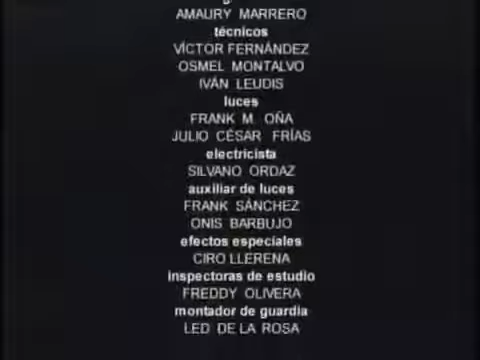 AMAURY MARRERO
técnicos
VÍCTOR FERNÁNDEZ
OSMEL MONTALVO
IVÁN LEUDIS
luces
FRANK M. OÑA
JULIO CÉSAR FRÍAS
electricista
SILVANO ORDAZ
auxiliar de luces
FRANK SÁNCHEZ
ONIS BARBUJO
efectos especiales
CIRO LLERENA
inspectoras de estudio
FREDDY OLIVERA
montador de guardia
LED DE LA ROSA